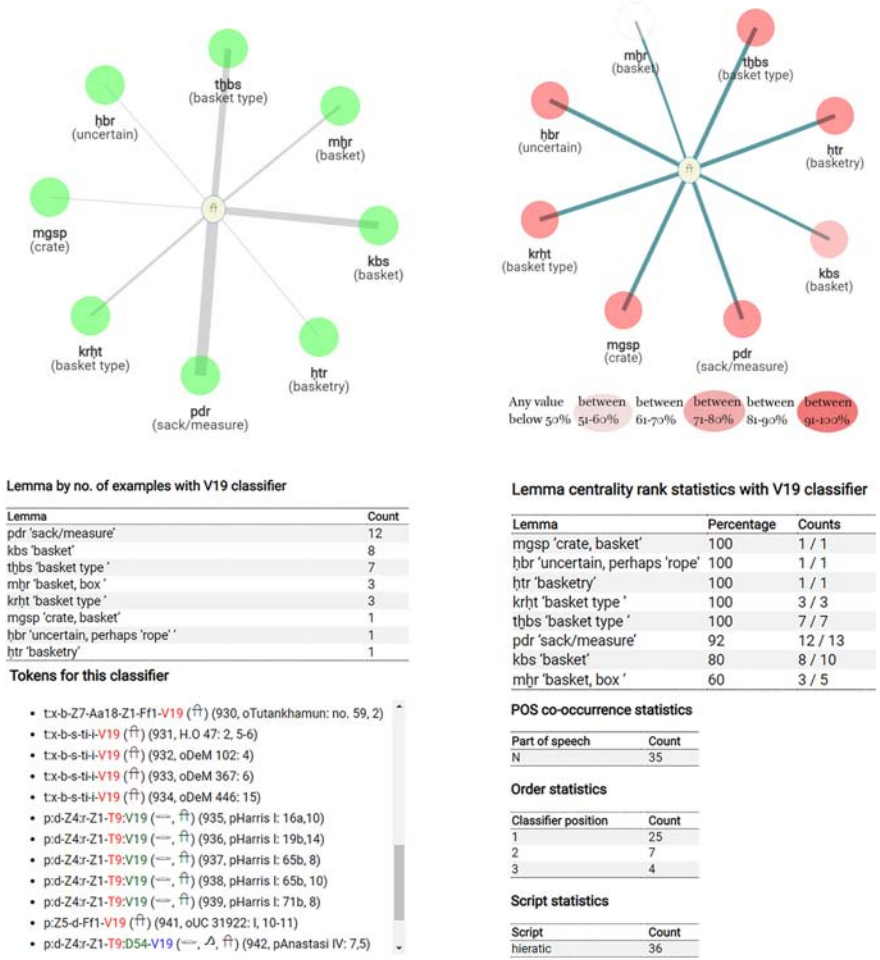 tḫbs
(basket type)
ḥbr
(uncertain)
mḫr
(basket)
mgsp
(crate)
kbs
(basket)
krḥt
(basket type)
ḥtr
(basketry)
pdr
(sack/measure)
mḫr
(basket)
tḫbs
(basket type)
ḥbr
(uncertain)
ḥtr
(basketry)
krḥt
(basket type)
kbs
(basket)
mgsp
(crate)
pdr
(sack/measure)
Any value below 50%
between 51-60%
between 61-70%
between 71-80%
between 81-90%
between 91-100%
Lemma by no. of examples with V19 classifier
Lemma Count
pdr ‘sack/measure’ 12
kbs ‘basket’ 8
tḫbs ‘basket type ’ 7
mḫr ‘basket, box ’ 3
krḥt ‘basket type ’ 3
mgsp ‘crate, basket’ 1
ḥbr ‘uncertain, perhaps ‘rope’ ’ 1
ḥtr ‘basketry’ 1
Tokens for this classifier
• t:x-b-Z7-Aa18-Z1-Ff1-V19 (𓎅) (930, oTutankhamun: no. 59, 2)
• t:x-b-s-ti-i-V19 (𓎅) (931, H.O 47: 2, 5-6)
• t:x-b-s-ti-i-V19 (𓎅) (932, oDeM 102: 4)
• t:x-b-s-ti-i-V19 (𓎅) (933, oDeM 367: 6)
• t:x-b-s-ti-i-V19 (𓎅) (934, oDeM 446: 15)
• p:d-Z4:r-Z1-T9:V19 (𓌔, 𓎅) (935, pHarris I: 16a,10)
• p:d-Z4:r-Z1-T9:V19 (𓌔, 𓎅) (936, pHarris I: 19b,14)
• p:d-Z4:r-Z1-T9:V19 (𓌔, 𓎅) (937, pHarris I: 65b, 8)
• p:d-Z4:r-Z1-T9:V19 (𓌔, 𓎅) (938, pHarris I: 65b, 10)
• p:d-Z4:r-Z1-T9:V19 (𓌔, 𓎅) (939, pHarris I: 71b, 8)
• p:Z5-d-Ff1-V19 (𓎅) (941, oUC 31922: I, 10-11)
• p:d-Z4:r-Z1-T9:D54-V19 (𓌔, 𓂻, 𓎅) (942, pAnastasi IV: 7,5)
Lemma centrality rank statistics with V19 classifier
Lemma Percentage Counts
mgsp ‘crate, basket’ 100 1 / 1
ḥbr ‘uncertain, perhaps ‘rope’ 100 1 / 1
ḥtr ‘basketry’ 100 1 / 1
krḥt ‘basket type ’ 100 3 / 3
tḫbs ‘basket type ’ 100 7 / 7
pdr ‘sack/measure’ 92 12 / 13
kbs ‘basket’ 80 8 / 10
mḫr ‘basket, box ’ 60 3 / 5
POS co-occurrence statistics
Part of speech Count
N 35
Order statistics
Classifier position Count
1 25
2 7
3 4
Script statistics
Script Count
hieratic 36